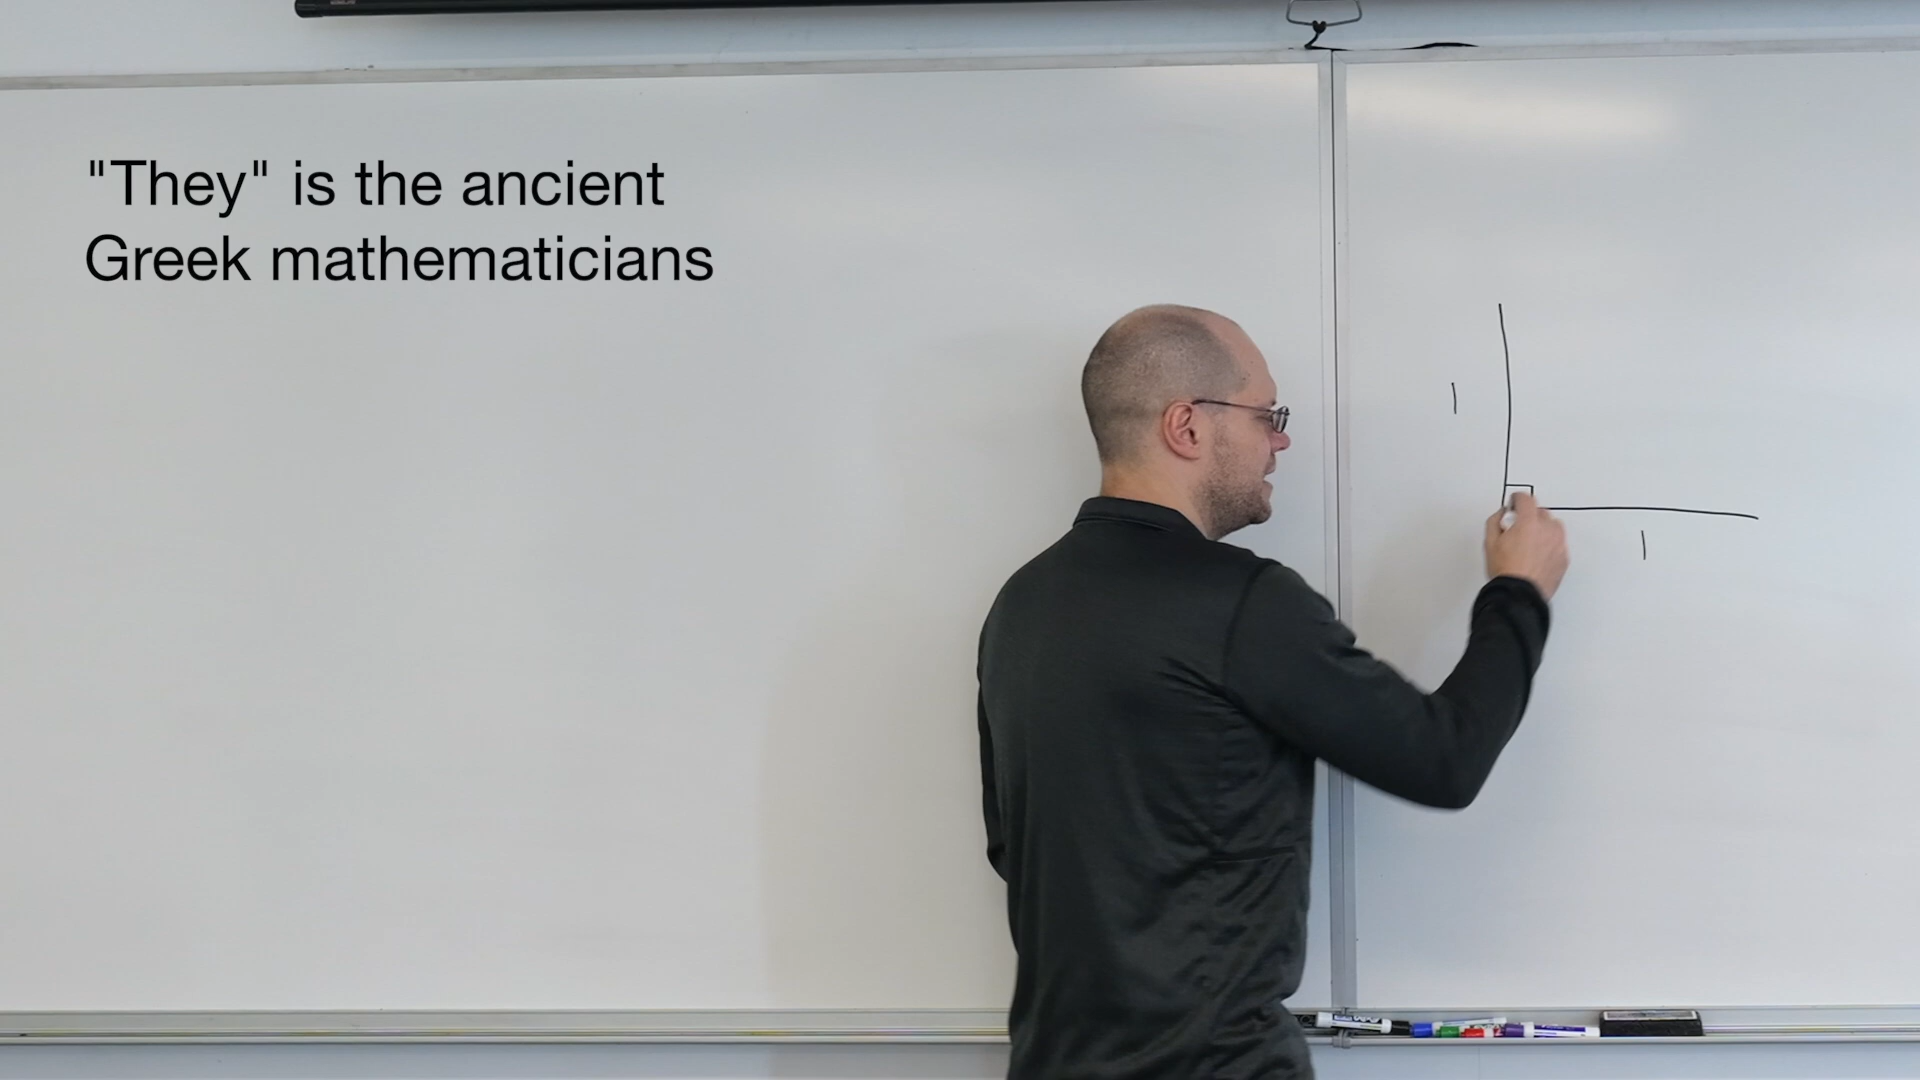 "They" is the ancient
Greek mathematicians
1
1